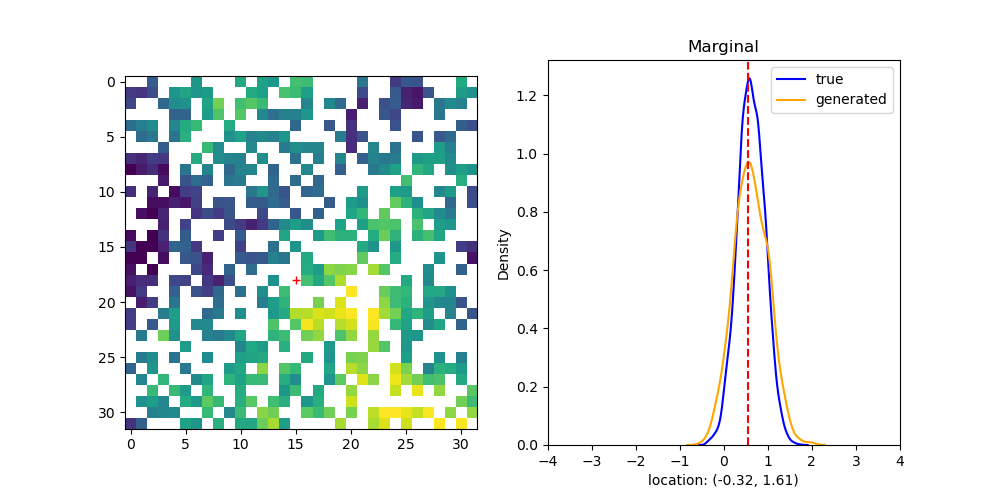 Marginal
true
generated
Density
0
5
10
15
20
25
30
0 5 10 15 20 25 30
1.2
1.0
0.8
0.6
0.4
0.2
0.0
−4 −3 −2 −1 0 1 2 3 4
location: (-0.32, 1.61)